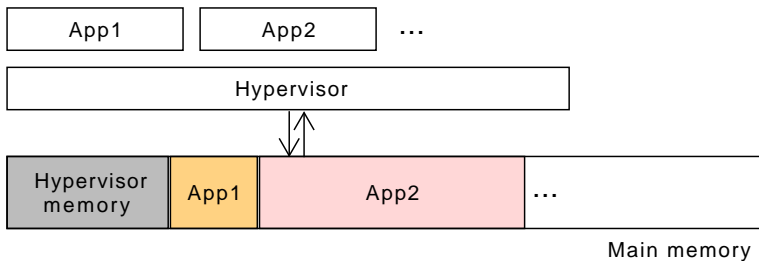 App1 App2 ...
Hypervisor
Hypervisor
memory
App1
App2
...
Main memory